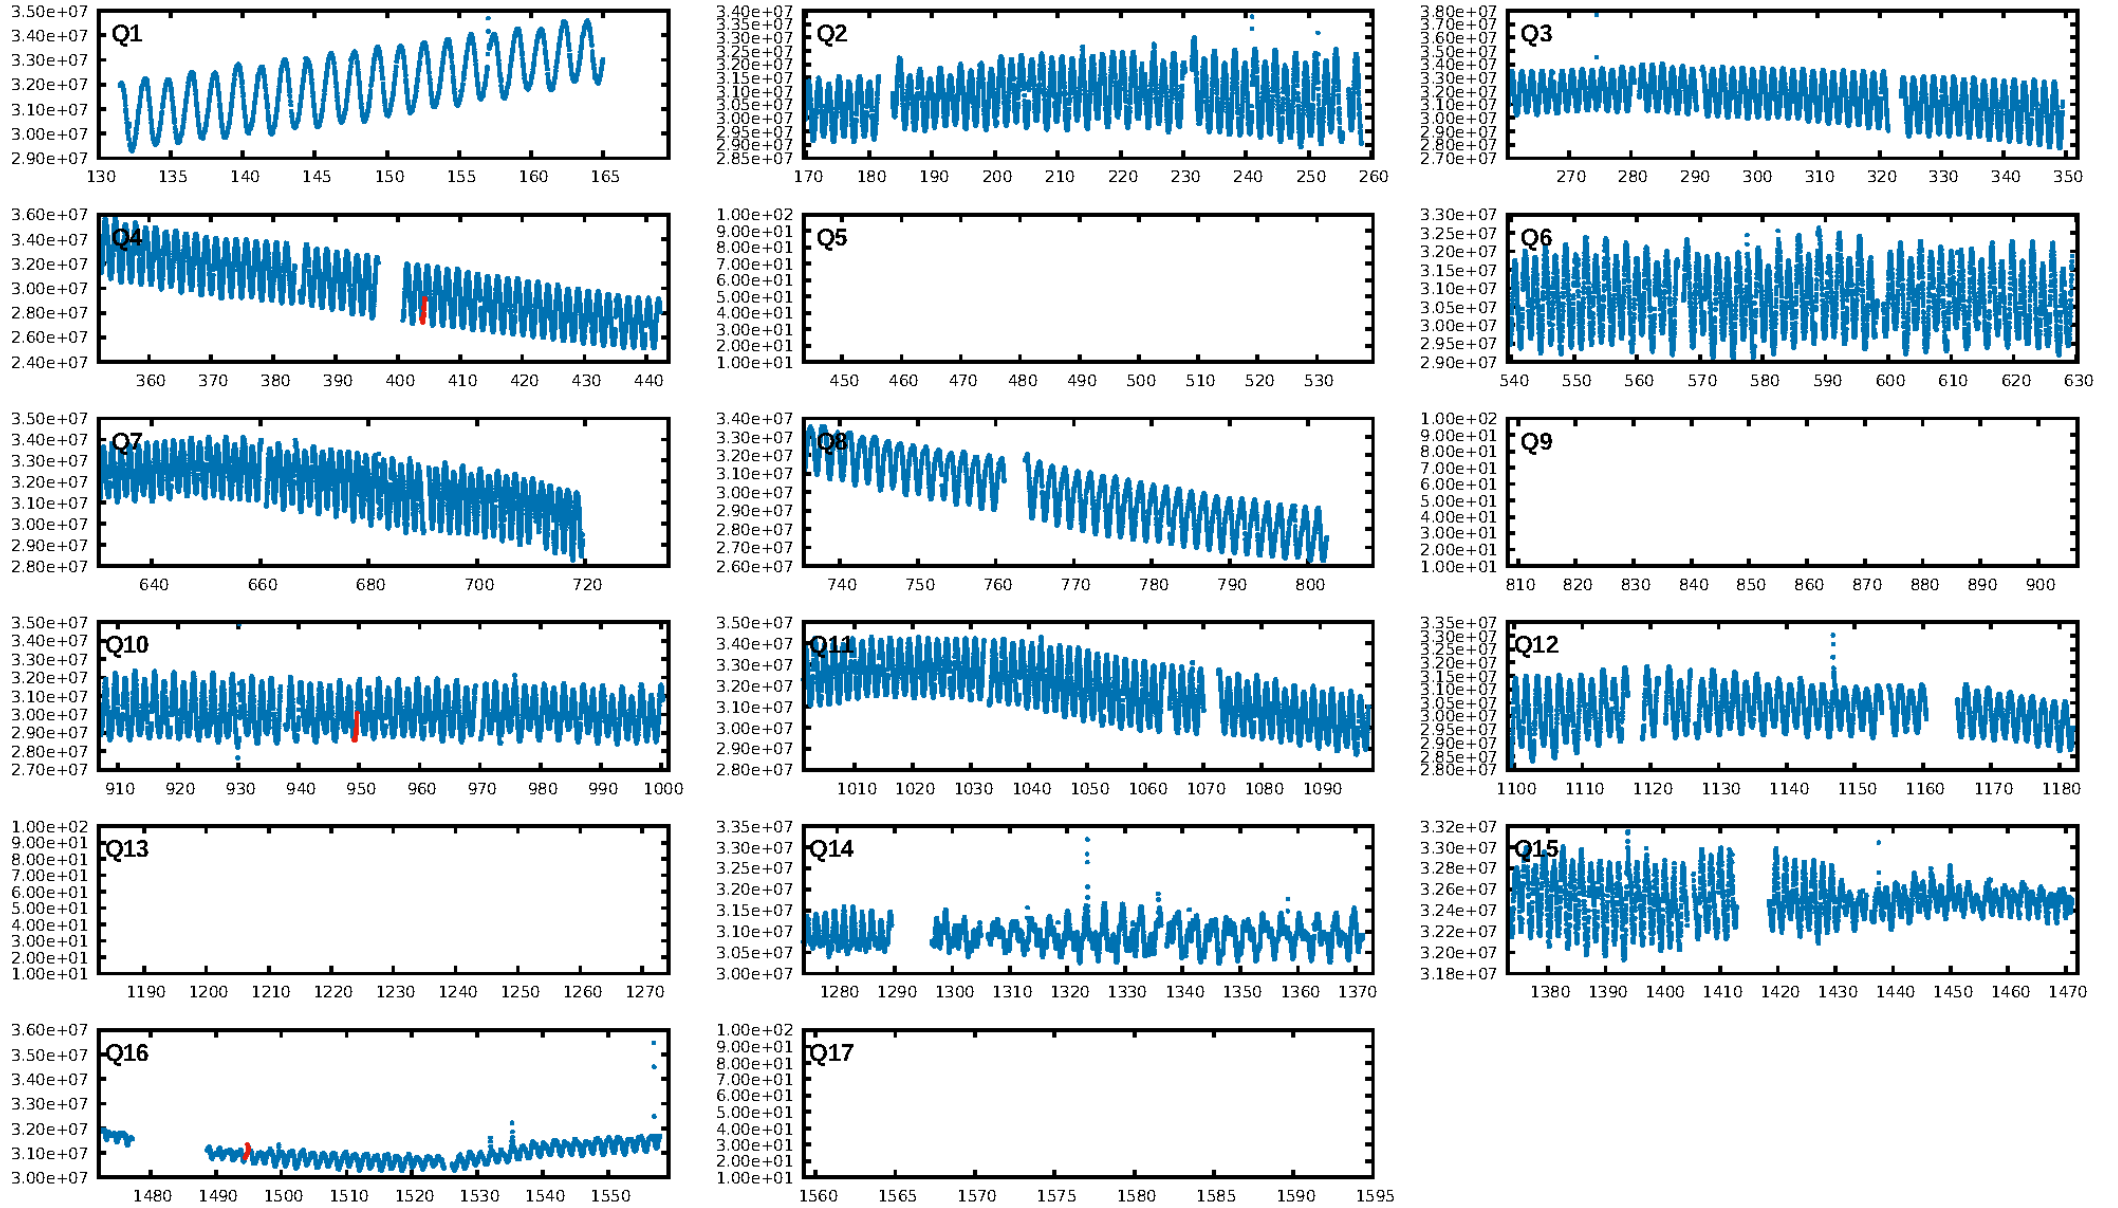 Q1
3.50e+07
3.40e+07
3.30e+07
3.20e+07
3.10e+07
3.00e+07
2.90e+07
130 135 140 145 150 155 160 165
Q2
3.40e+07
3.35e+07
3.30e+07
3.25e+07
3.20e+07
3.15e+07
3.10e+07
3.05e+07
3.00e+07
2.95e+07
2.90e+07
2.85e+07
170 180 190 200 210 220 230 240 250 260
Q3
3.80e+07
3.70e+07
3.60e+07
3.50e+07
3.40e+07
3.30e+07
3.20e+07
3.10e+07
3.00e+07
2.90e+07
2.80e+07
2.70e+07
270 280 290 300 310 320 330 340 350
Q4
3.60e+07
3.40e+07
3.20e+07
3.00e+07
2.80e+07
2.60e+07
2.40e+07
360 370 380 390 400 410 420 430 440
Q5
1.00e+02
9.00e+01
8.00e+01
7.00e+01
6.00e+01
5.00e+01
4.00e+01
3.00e+01
2.00e+01
1.00e+01
450 460 470 480 490 500 510 520 530
Q6
3.30e+07
3.25e+07
3.20e+07
3.15e+07
3.10e+07
3.05e+07
3.00e+07
2.95e+07
2.90e+07
540 550 560 570 580 590 600 610 620 630
Q7
3.50e+07
3.40e+07
3.30e+07
3.20e+07
3.10e+07
3.00e+07
2.90e+07
2.80e+07
640 660 680 700 720
Q8
3.40e+07
3.30e+07
3.20e+07
3.10e+07
3.00e+07
2.90e+07
2.80e+07
2.70e+07
2.60e+07
740 750 760 770 780 790 800
Q9
1.00e+02
9.00e+01
8.00e+01
7.00e+01
6.00e+01
5.00e+01
4.00e+01
3.00e+01
2.00e+01
1.00e+01
810 820 830 840 850 860 870 880 890 900
Q10
3.50e+07
3.40e+07
3.30e+07
3.20e+07
3.10e+07
3.00e+07
2.90e+07
2.80e+07
2.70e+07
910 920 930 940 950 960 970 980 990 1000
Q11
3.50e+07
3.40e+07
3.30e+07
3.20e+07
3.10e+07
3.00e+07
2.90e+07
2.80e+07
1010 1020 1030 1040 1050 1060 1070 1080 1090
Q12
3.35e+07
3.30e+07
3.25e+07
3.20e+07
3.15e+07
3.10e+07
3.05e+07
3.00e+07
2.95e+07
2.90e+07
2.85e+07
2.80e+07
1100 1110 1120 1130 1140 1150 1160 1170 1180
Q13
1.00e+02
9.00e+01
8.00e+01
7.00e+01
6.00e+01
5.00e+01
4.00e+01
3.00e+01
2.00e+01
1.00e+01
1190 1200 1210 1220 1230 1240 1250 1260 1270
Q14
3.35e+07
3.30e+07
3.25e+07
3.20e+07
3.15e+07
3.10e+07
3.05e+07
3.00e+07
1280 1290 1300 1310 1320 1330 1340 1350 1360 1370
Q15
3.32e+07
3.30e+07
3.28e+07
3.26e+07
3.24e+07
3.22e+07
3.20e+07
3.18e+07
1380 1390 1400 1410 1420 1430 1440 1450 1460 1470
Q16
3.60e+07
3.50e+07
3.40e+07
3.30e+07
3.20e+07
3.10e+07
3.00e+07
1480 1490 1500 1510 1520 1530 1540 1550
Q17
1.00e+02
9.00e+01
8.00e+01
7.00e+01
6.00e+01
5.00e+01
4.00e+01
3.00e+01
2.00e+01
1.00e+01
1560 1565 1570 1575 1580 1585 1590 1595